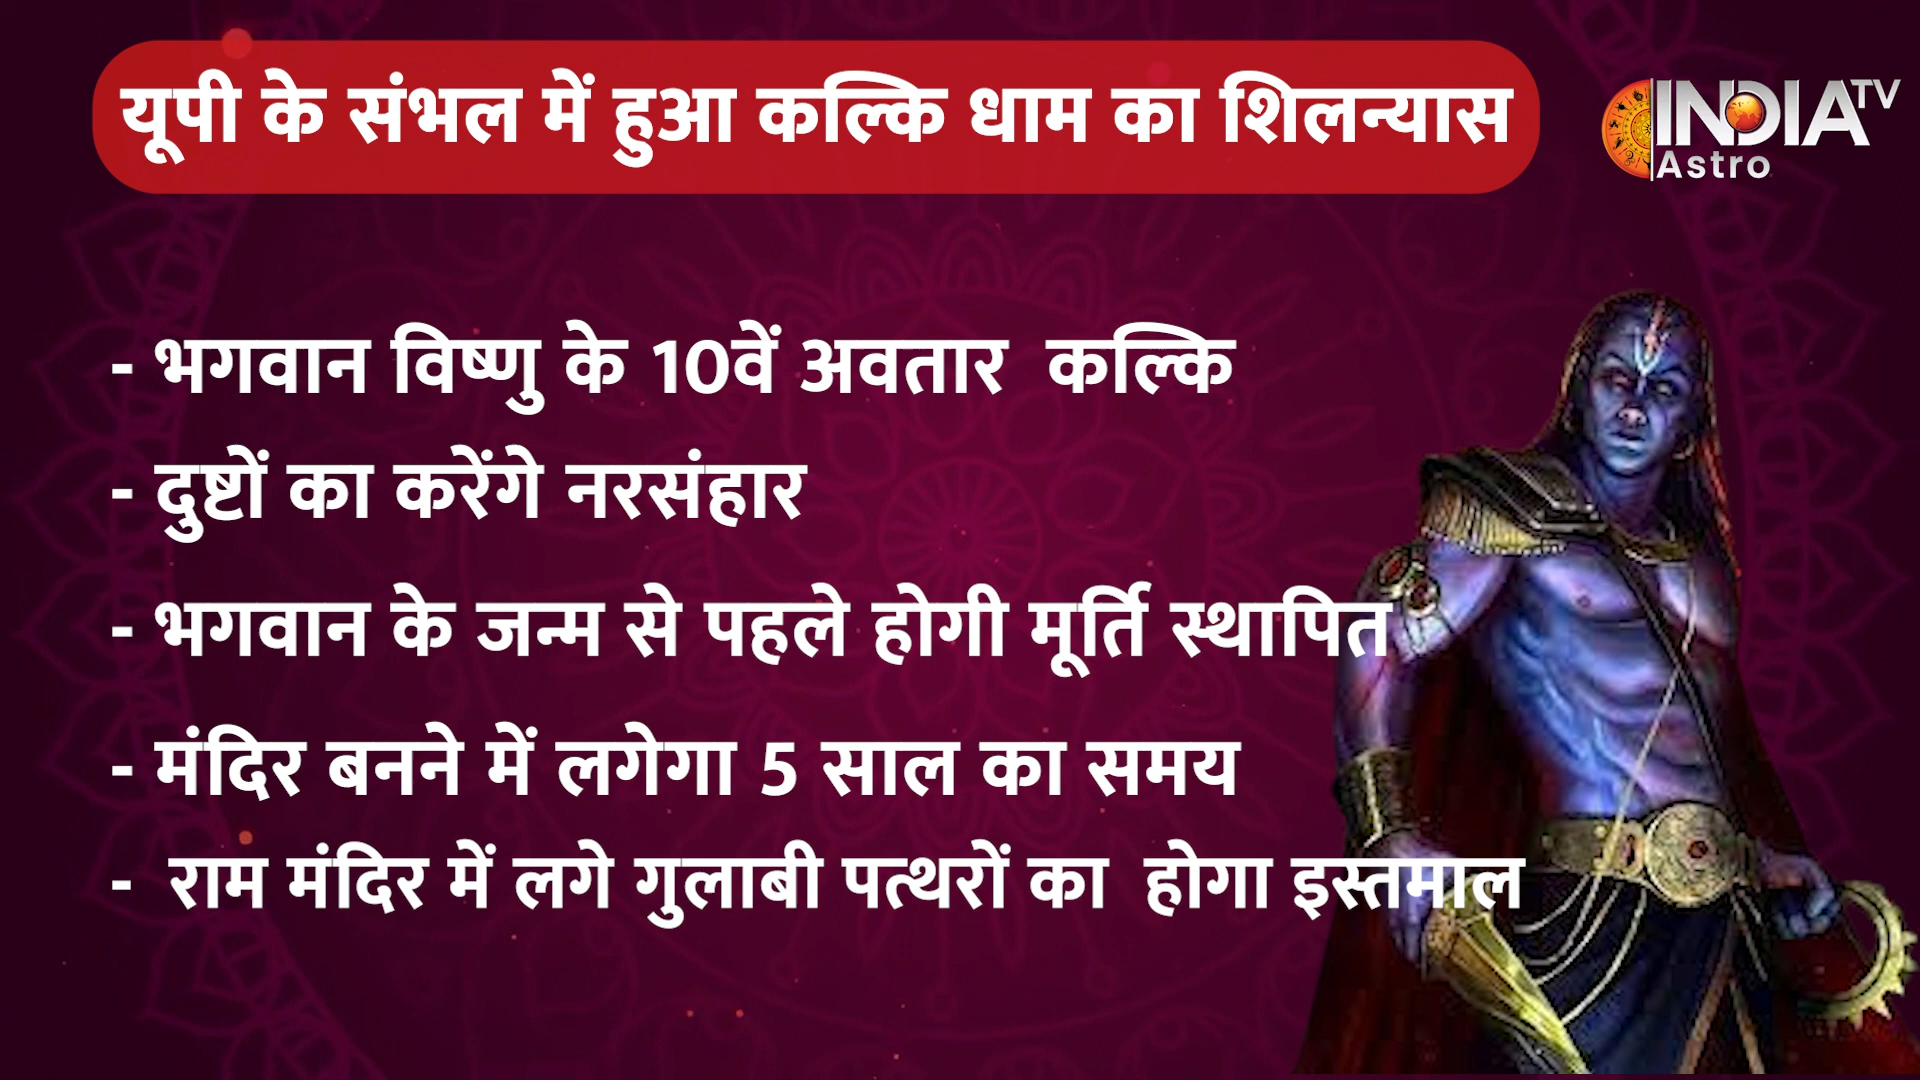 यूपी के संभल में हुआ कल्कि धाम का शिलन्यास
INDIA TV
Astro
- भगवान विष्णु के 10वें अवतार कल्कि
- दुष्टों का करेंगे नरसंहार
- भगवान के जन्म से पहले होगी मूर्ति स्थापित
- मंदिर बनने में लगेगा 5 साल का समय
- राम मंदिर में लगे गुलाबी पत्थरों का होगा इस्तमाल